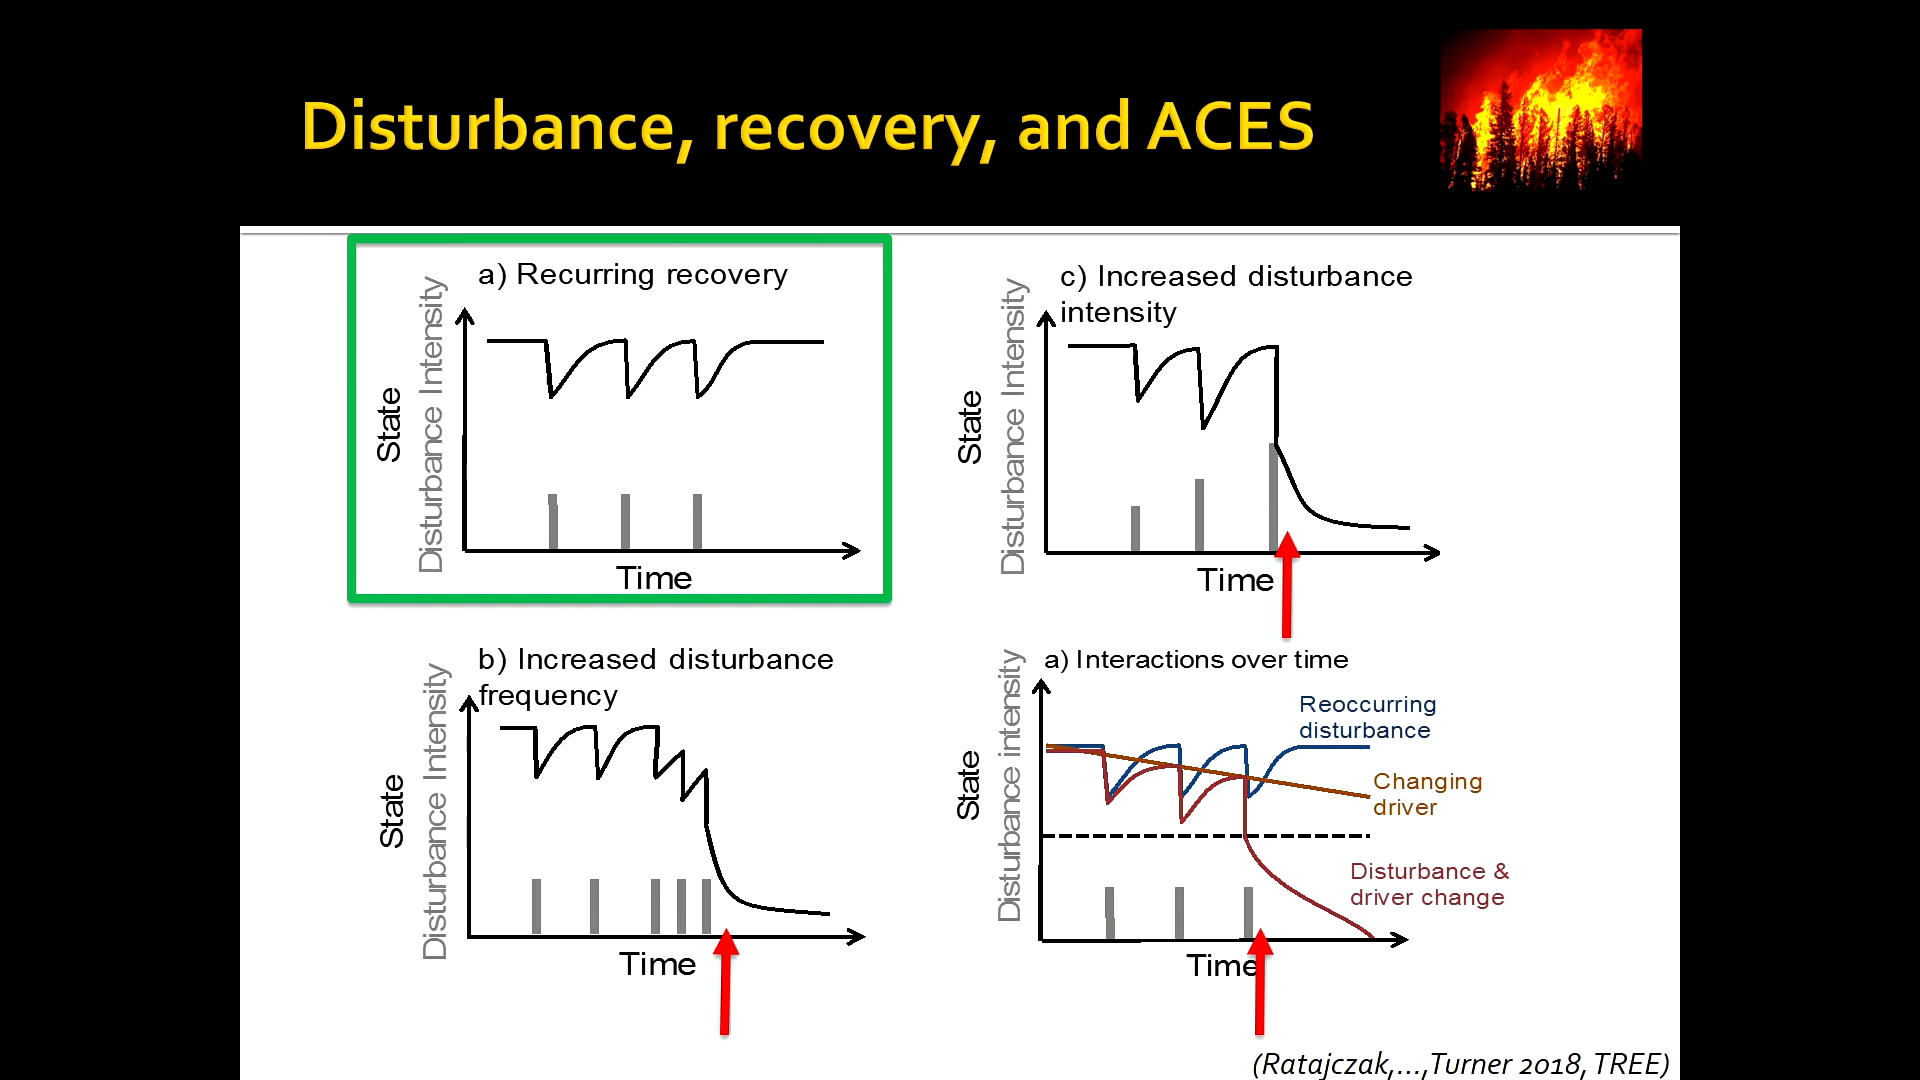 Disturbance, recovery, and ACES
a) Recurring recovery
State
Disturbance Intensity
Time
c) Increased disturbance
intensity
State
Disturbance Intensity
Time
b) Increased disturbance
frequency
State
Disturbance Intensity
Time
a) Interactions over time
State
Disturbance intensity
Reoccurring
disturbance
Changing
driver
Disturbance &
driver change
Time
(Ratajczak,...,Turner 2018, TREE)